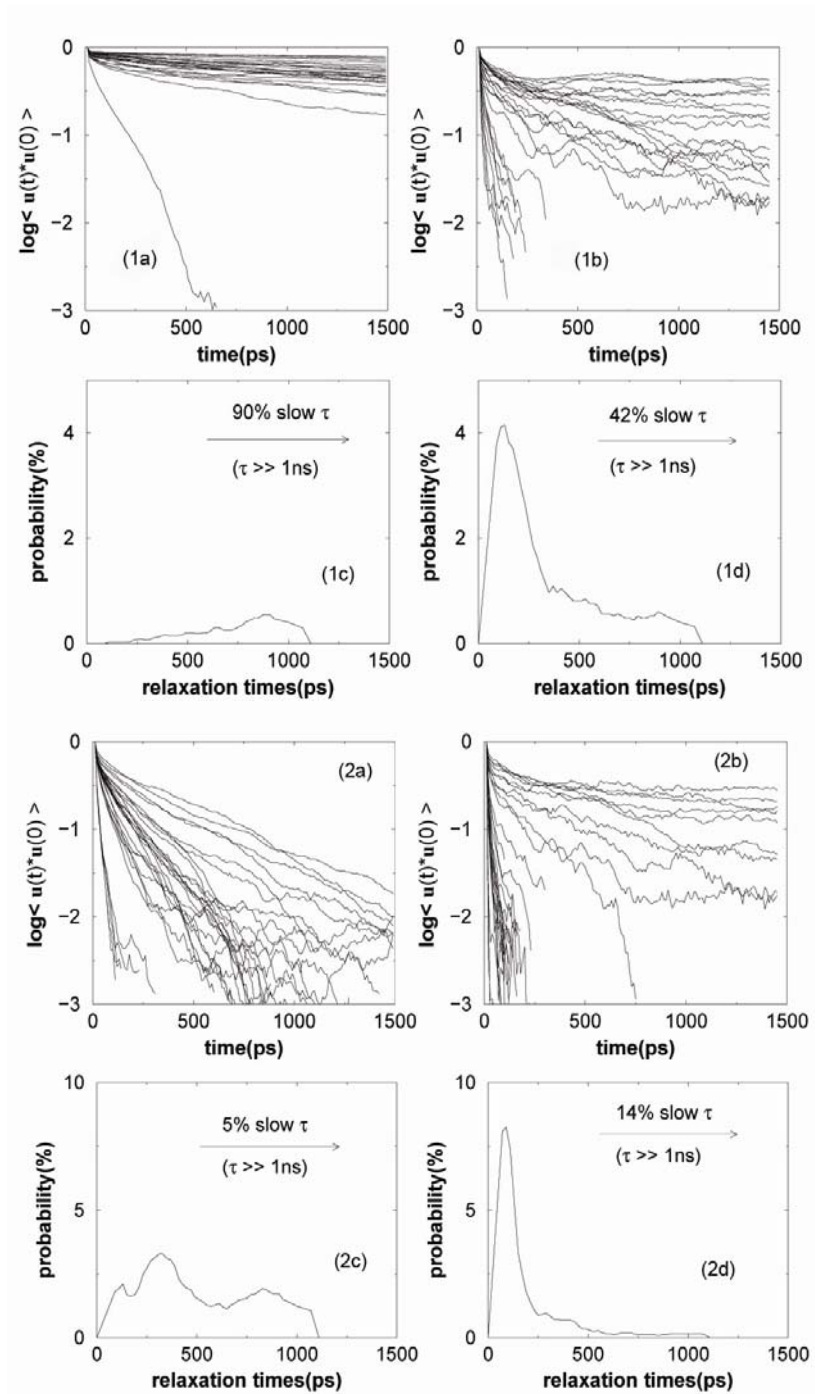 0
−1
−2
−3
log< u(t)*u(0) >
(1a)
0 500 1000 1500
time(ps)
0
−1
−2
−3
log< u(t)*u(0) >
(1b)
0 500 1000 1500
time(ps)
4
2
0
probability(%)
90% slow τ
(τ >> 1ns)
(1c)
0 500 1000 1500
relaxation times(ps)
4
2
0
probability(%)
42% slow τ
(τ >> 1ns)
(1d)
0 500 1000 1500
relaxation times(ps)
0
−1
−2
−3
log< u(t)*u(0) >
(2a)
0 500 1000 1500
time(ps)
0
−1
−2
−3
log< u(t)*u(0) >
(2b)
0 500 1000 1500
time(ps)
10
5
0
probability(%)
5% slow τ
(τ >> 1ns)
(2c)
0 500 1000 1500
relaxation times(ps)
10
5
0
probability(%)
14% slow τ
(τ >> 1ns)
(2d)
0 500 1000 1500
relaxation times(ps)